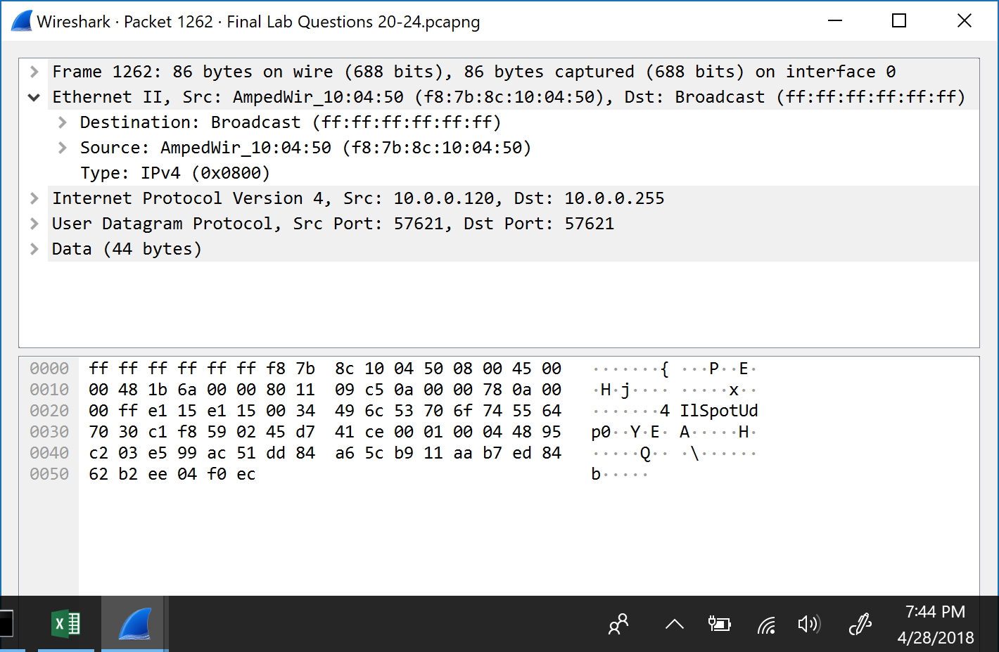 Wireshark · Packet 1262 · Final Lab Questions 20-24.pcapng
Frame 1262: 86 bytes on wire (688 bits), 86 bytes captured (688 bits) on interface 0
Ethernet II, Src: AmpedWir_10:04:50 (f8:7b:8c:10:04:50), Dst: Broadcast (ff:ff:ff:ff:ff:ff)
Destination: Broadcast (ff:ff:ff:ff:ff:ff)
Source: AmpedWir_10:04:50 (f8:7b:8c:10:04:50)
Type: IPv4 (0x0800)
Internet Protocol Version 4, Src: 10.0.0.120, Dst: 10.0.0.255
User Datagram Protocol, Src Port: 57621, Dst Port: 57621
Data (44 bytes)
0000 ff ff ff ff ff ff f8 7b 8c 10 04 50 08 00 45 00 ·······{ ···P··E·
0010 00 48 1b 6a 00 00 80 11 09 c5 0a 00 00 78 0a 00 ·H·j···· ·····x··
0020 00 ff e1 15 e1 15 00 34 49 6c 53 70 6f 74 55 64 ·······4 IlSpotUd
0030 70 30 c1 f8 59 02 45 d7 41 ce 00 01 00 04 48 95 p0··Y·E· A·····H·
0040 c2 03 e5 99 ac 51 dd 84 a6 5c b9 11 aa b7 ed 84 ·····Q·· ·\······
0050 62 b2 ee 04 f0 ec b·····
7:44 PM
4/28/2018